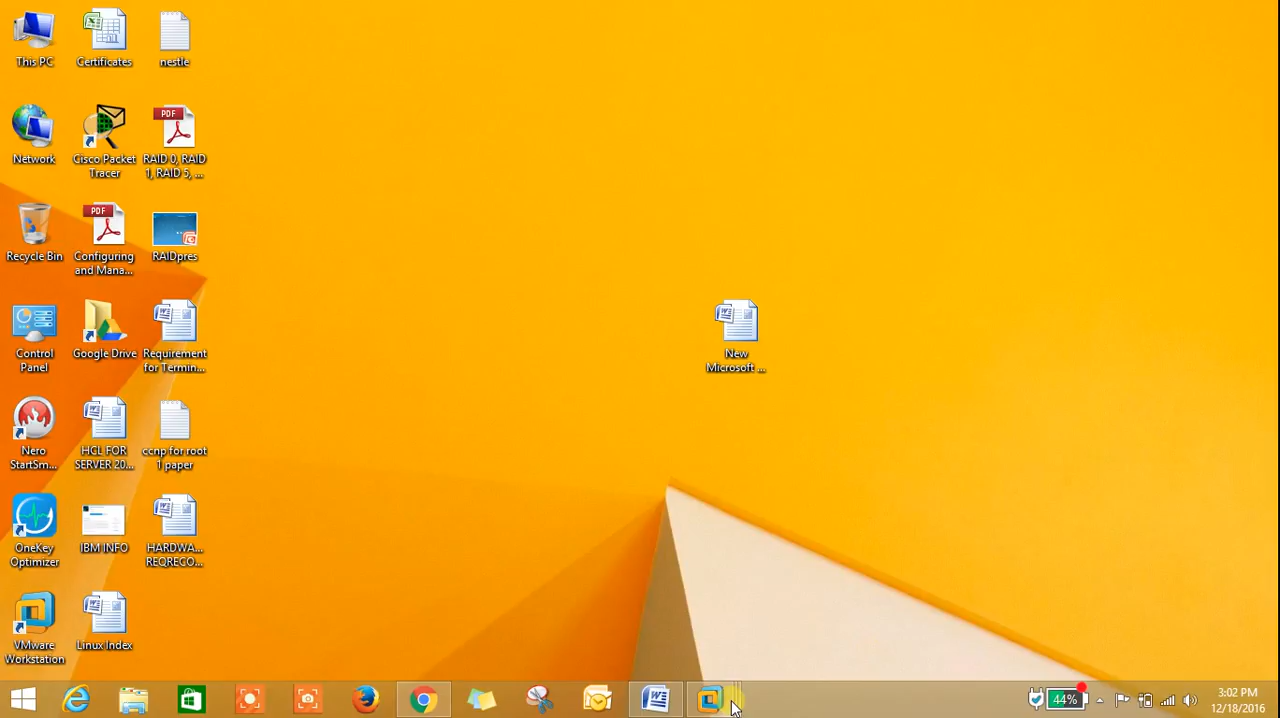 This PC
Certificates
nestle
Network
Cisco Packet
Tracer
PDF
RAID 0, RAID
1, RAID 5, ...
Recycle Bin
PDF
Configuring
and Mana...
RAIDpres
Control
Panel
Google Drive
Requirement
for Termin...
New
Microsoft ...
Nero
StartSm...
HCL FOR
SERVER 20...
ccnp for root
1 paper
OneKey
Optimizer
IBM INFO
HARDWA...
REQRECO...
VMware
Workstation
Linux Index
44%
3:02 PM
12/18/2016